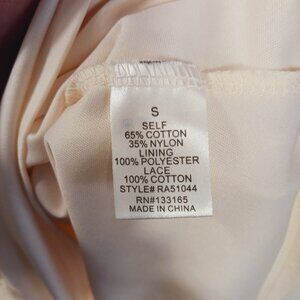 S
SELF
65% COTTON
35% NYLON
LINING
100% POLYESTER
LACE
100% COTTON
STYLE# RA51044
RN#133165
MADE IN CHINA